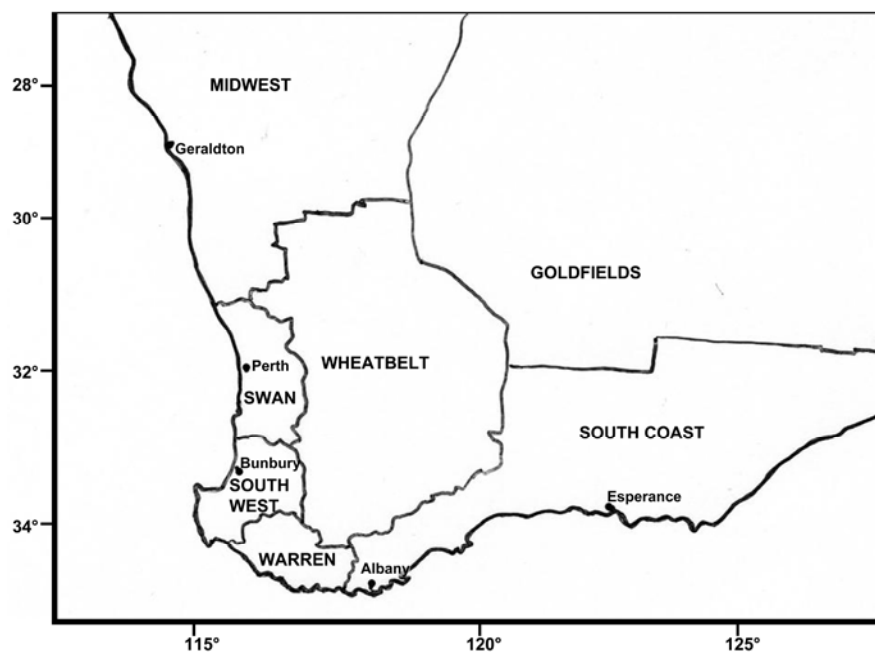 28°
MIDWEST
Geraldton
30°
GOLDFIELDS
32°
Perth
WHEATBELT
SWAN
SOUTH COAST
Bunbury
SOUTH
WEST
Esperance
34°
WARREN
Albany
115°
120°
125°